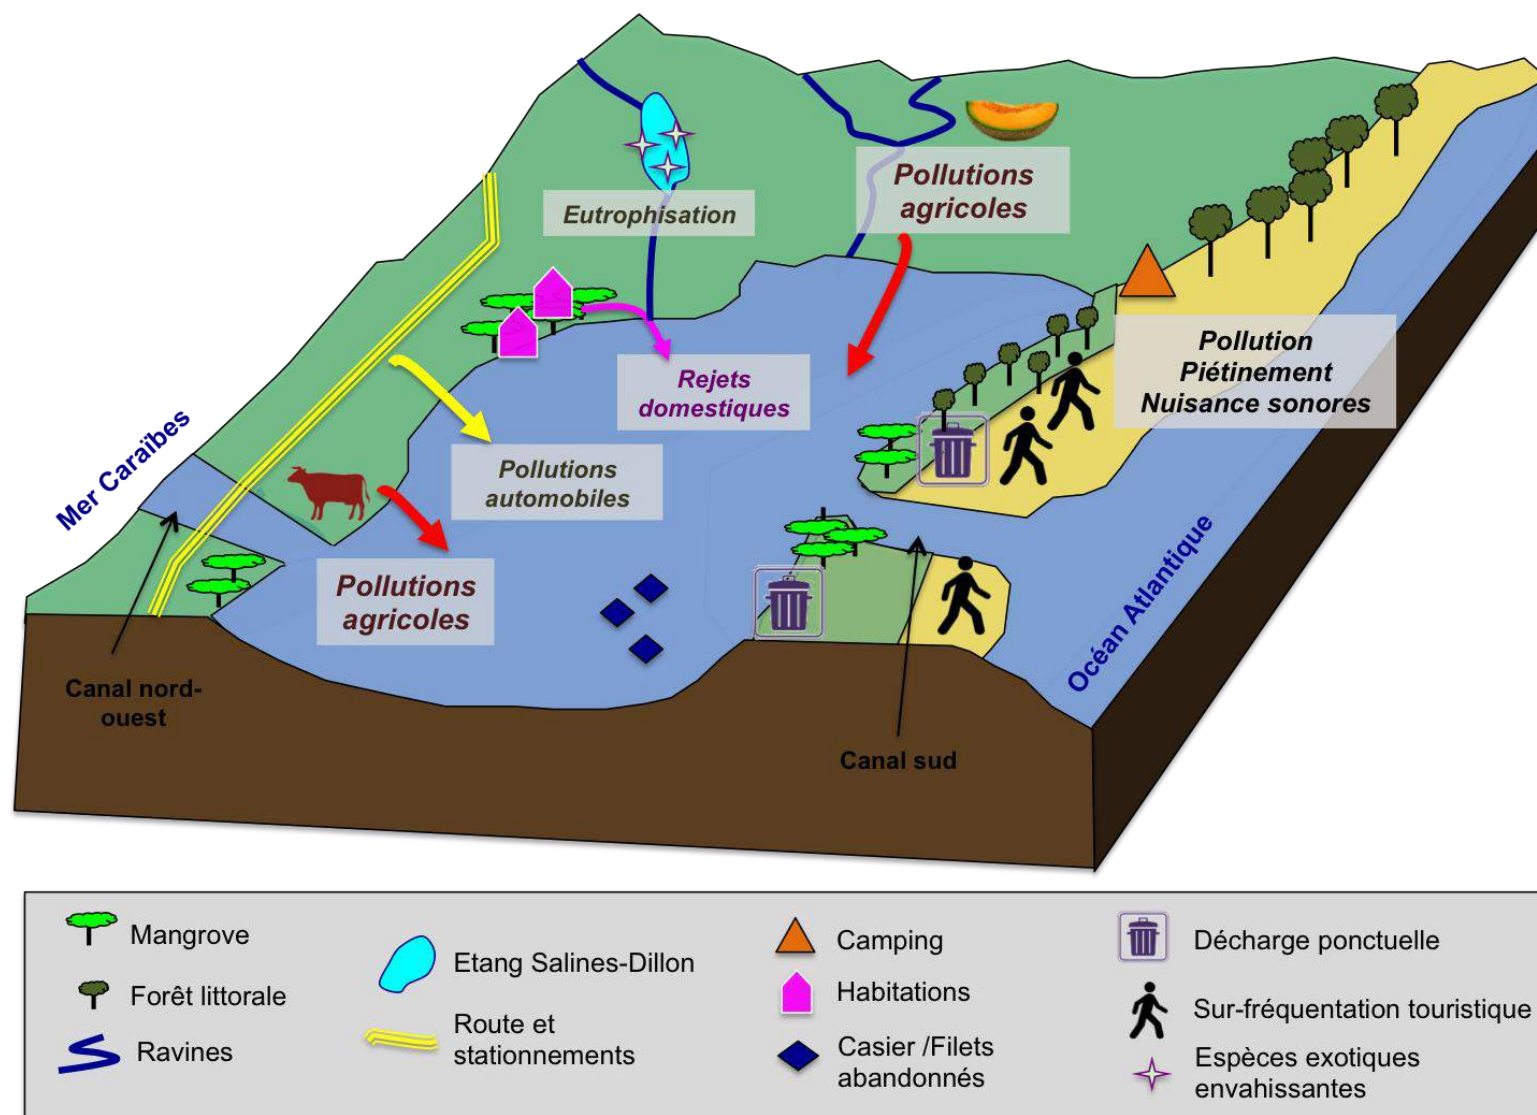 Pollutions
agricoles
Eutrophisation
Pollution
Piétinement
Nuisance sonores
Rejets
domestiques
Mer Caraïbes
Pollutions
automobiles
Pollutions
agricoles
Océan Atlantique
Canal nord-
ouest
Canal sud
Mangrove
Forêt littorale
Ravines
Etang Salines-Dillon
Route et
stationnements
Camping
Habitations
Casier /Filets
abandonnés
Décharge ponctuelle
Sur-fréquentation touristique
Espèces exotiques
envahissantes